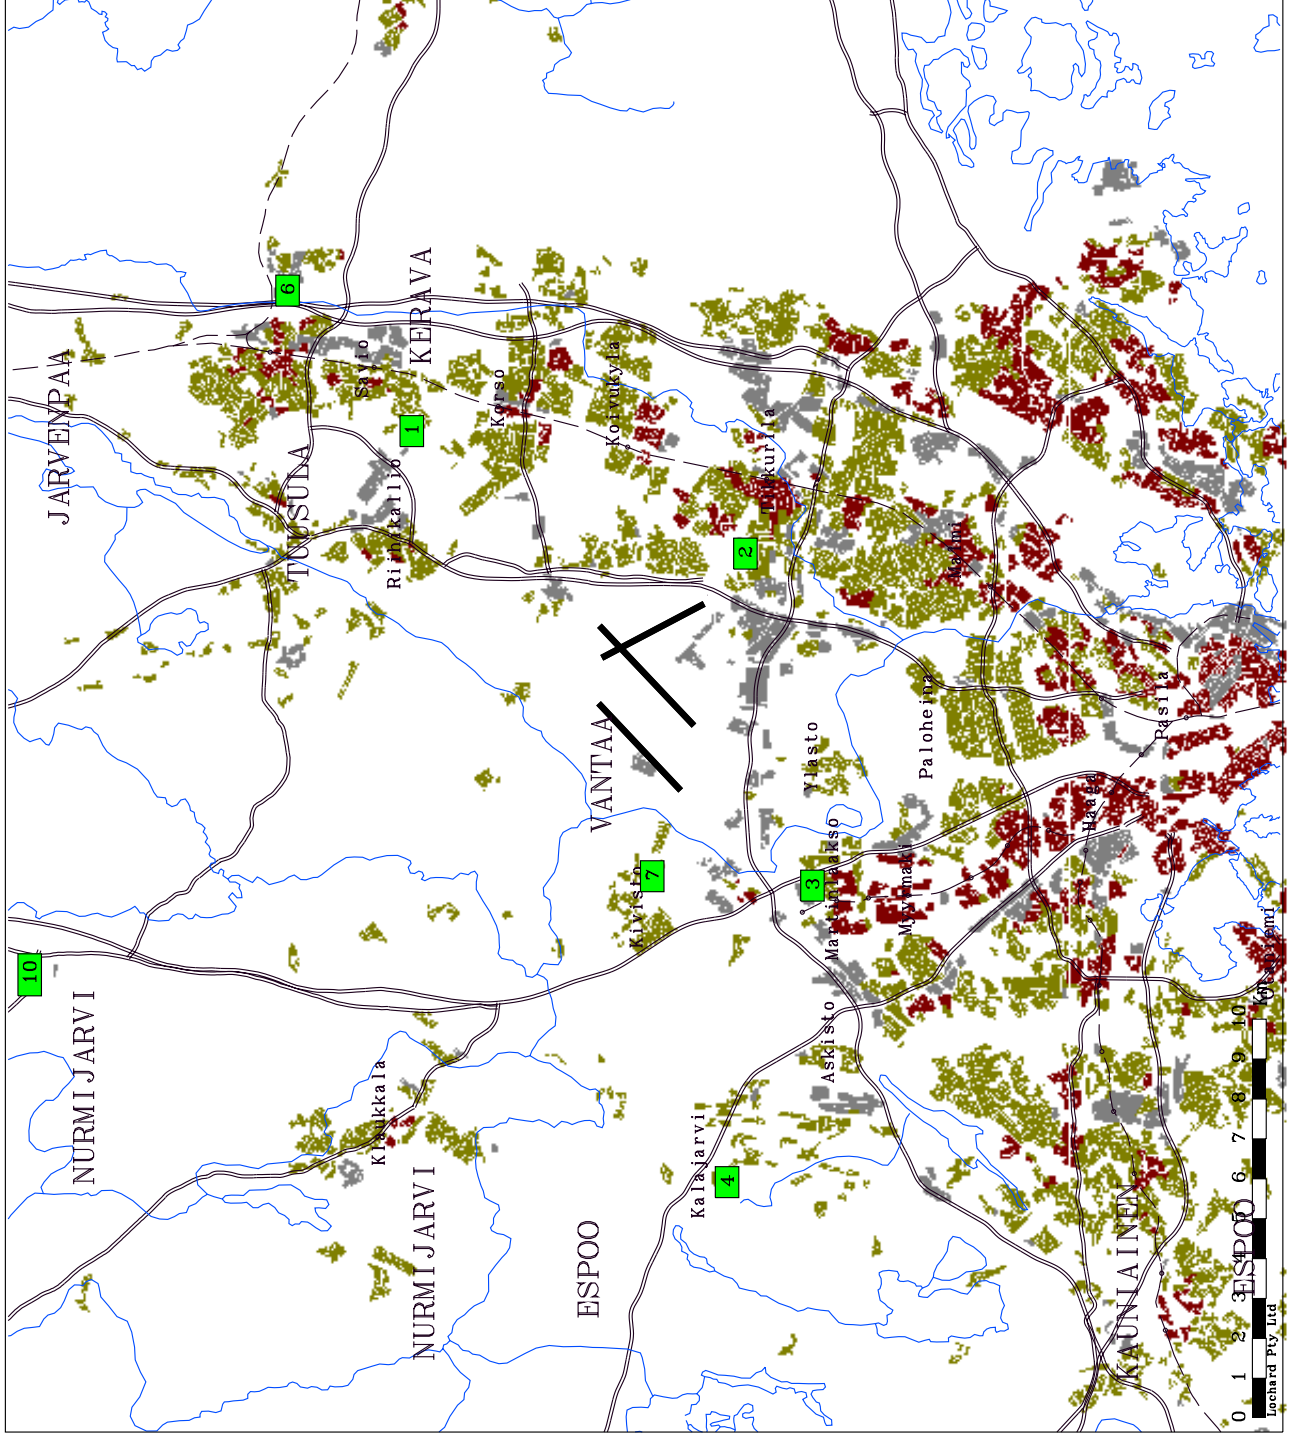 JARVENPAA
6
KERAVA
Savio
1
Korso
Koivukyla
TUUSULA
Riihikallio
Tikkurila
2
Malmi
VANTAA
Ylasto
Paloheina
Pasila
Haaga
10
Kivisto
7
3
Martinlaakso
Myyrmaki
NURMIJARVI
Klaukkala
Askisto
Kalajarvi
4
NURMIJARVI
ESPOO
KAUNIAINEN
ESPOO
0 1 2 3 4 5 6 7 8 9 10
Lochard Pty Ltd